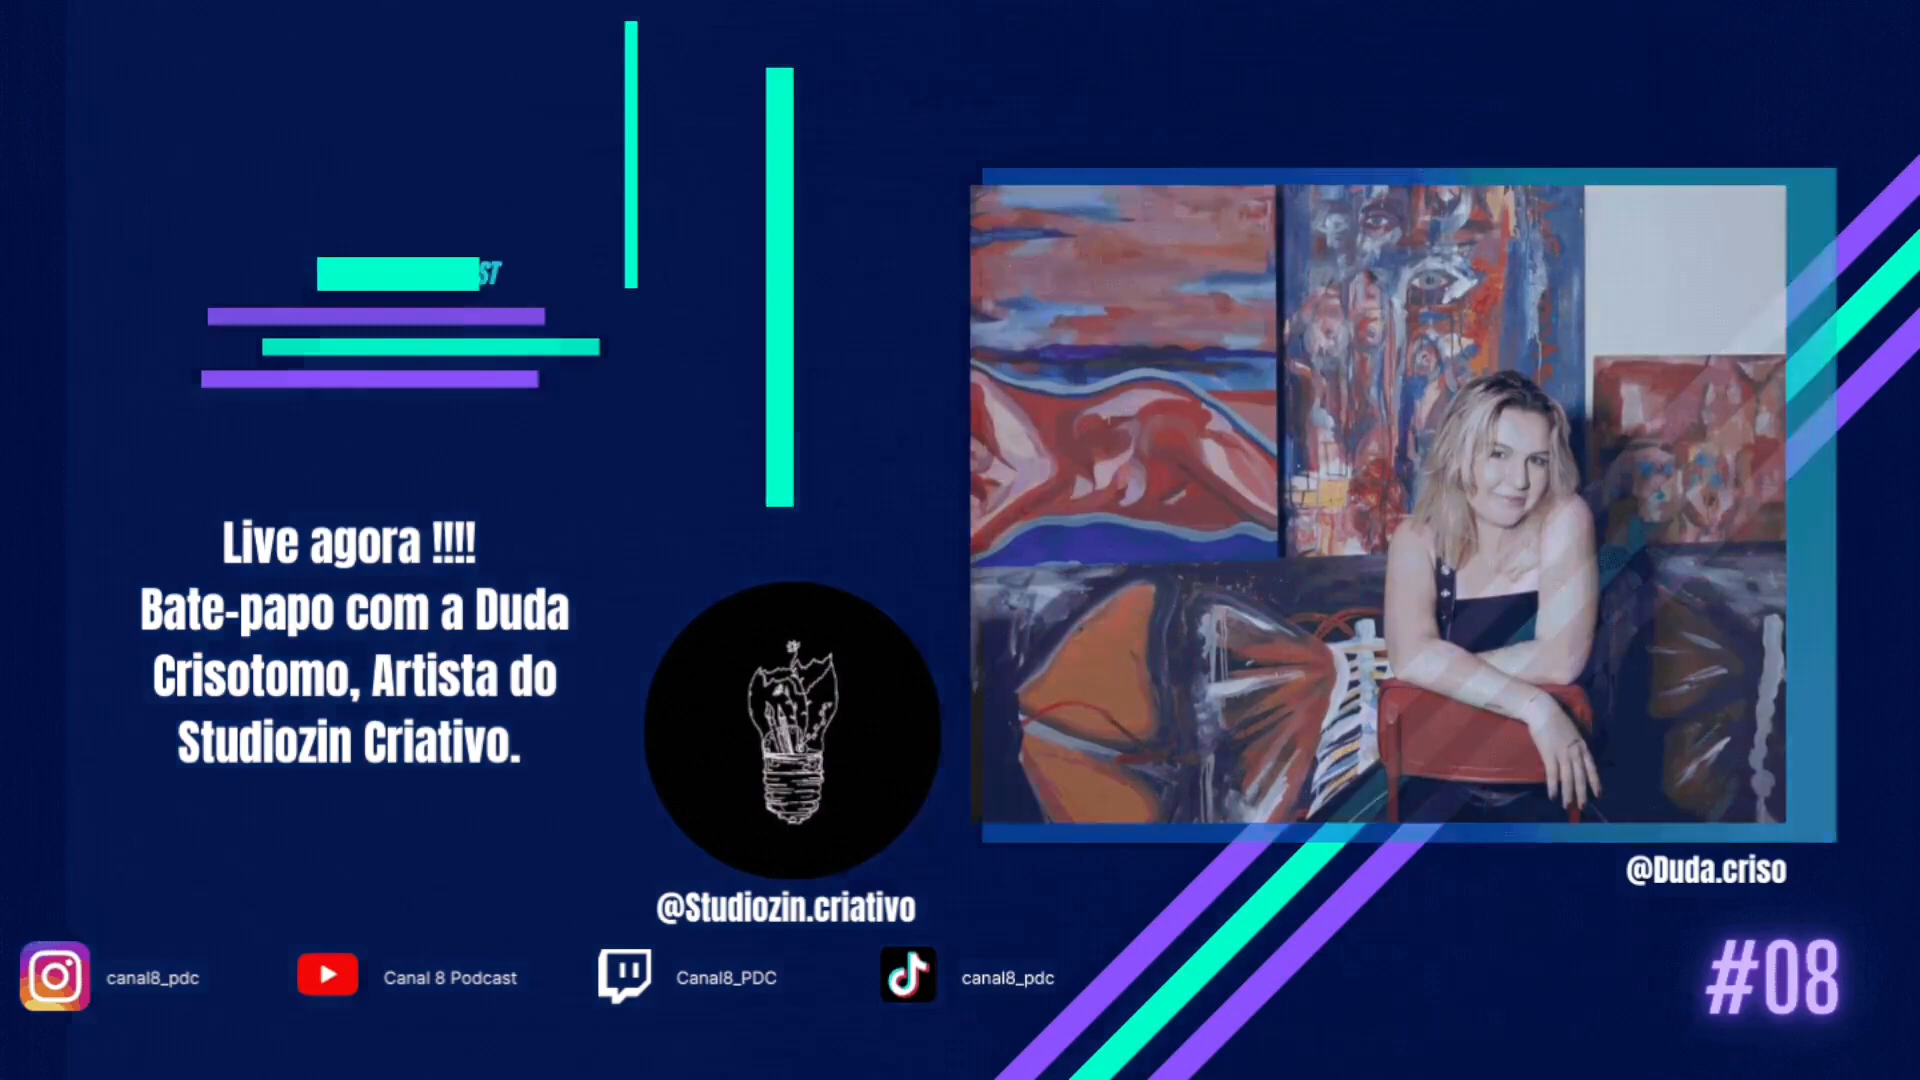 Live agora !!!!
Bate-papo com a Duda
Crisotomo, Artista do
Studiozin Criativo.
@Studiozin.criativo
@Duda.criso
canal8_pdc
Canal 8 Podcast
Canal8_PDC
canal8_pdc
#08